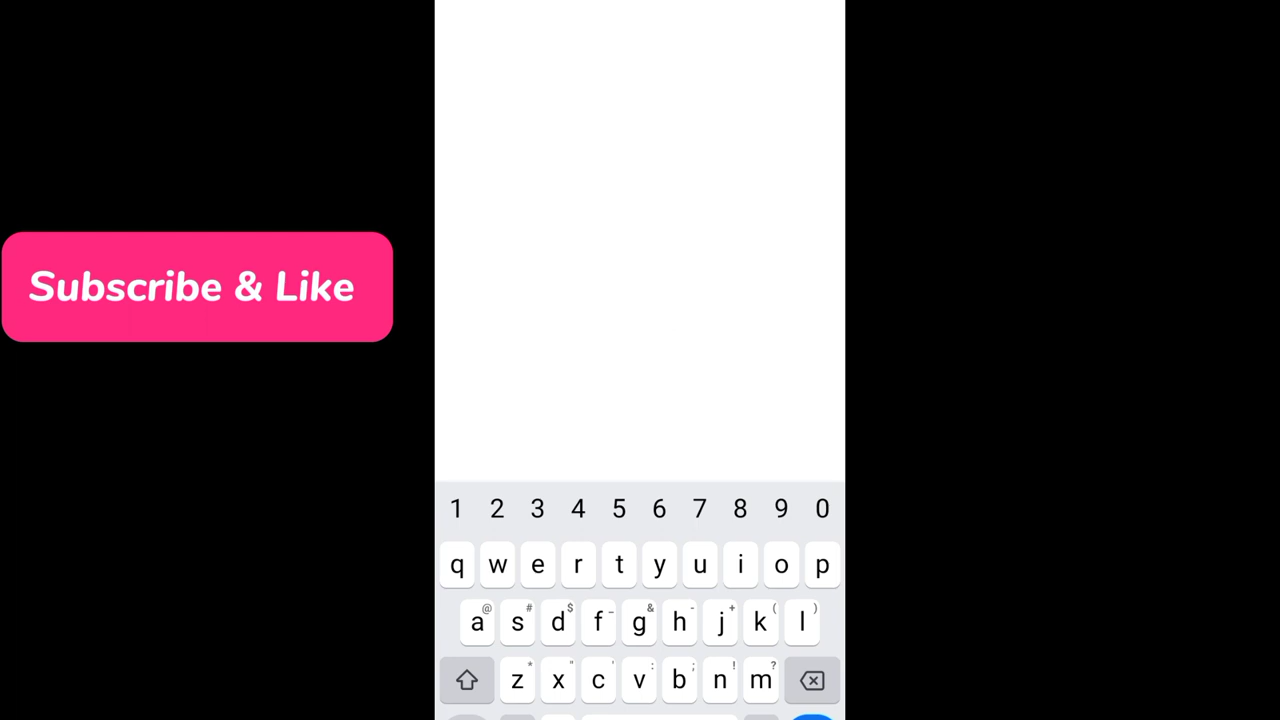 Subscribe & Like
1 2 3 4 5 6 7 8 9 0
q w e r t y u i o p
@ # $ _ & - + ( )
a s d f g h j k l
* " ' : ; ! ?
z x c v b n m